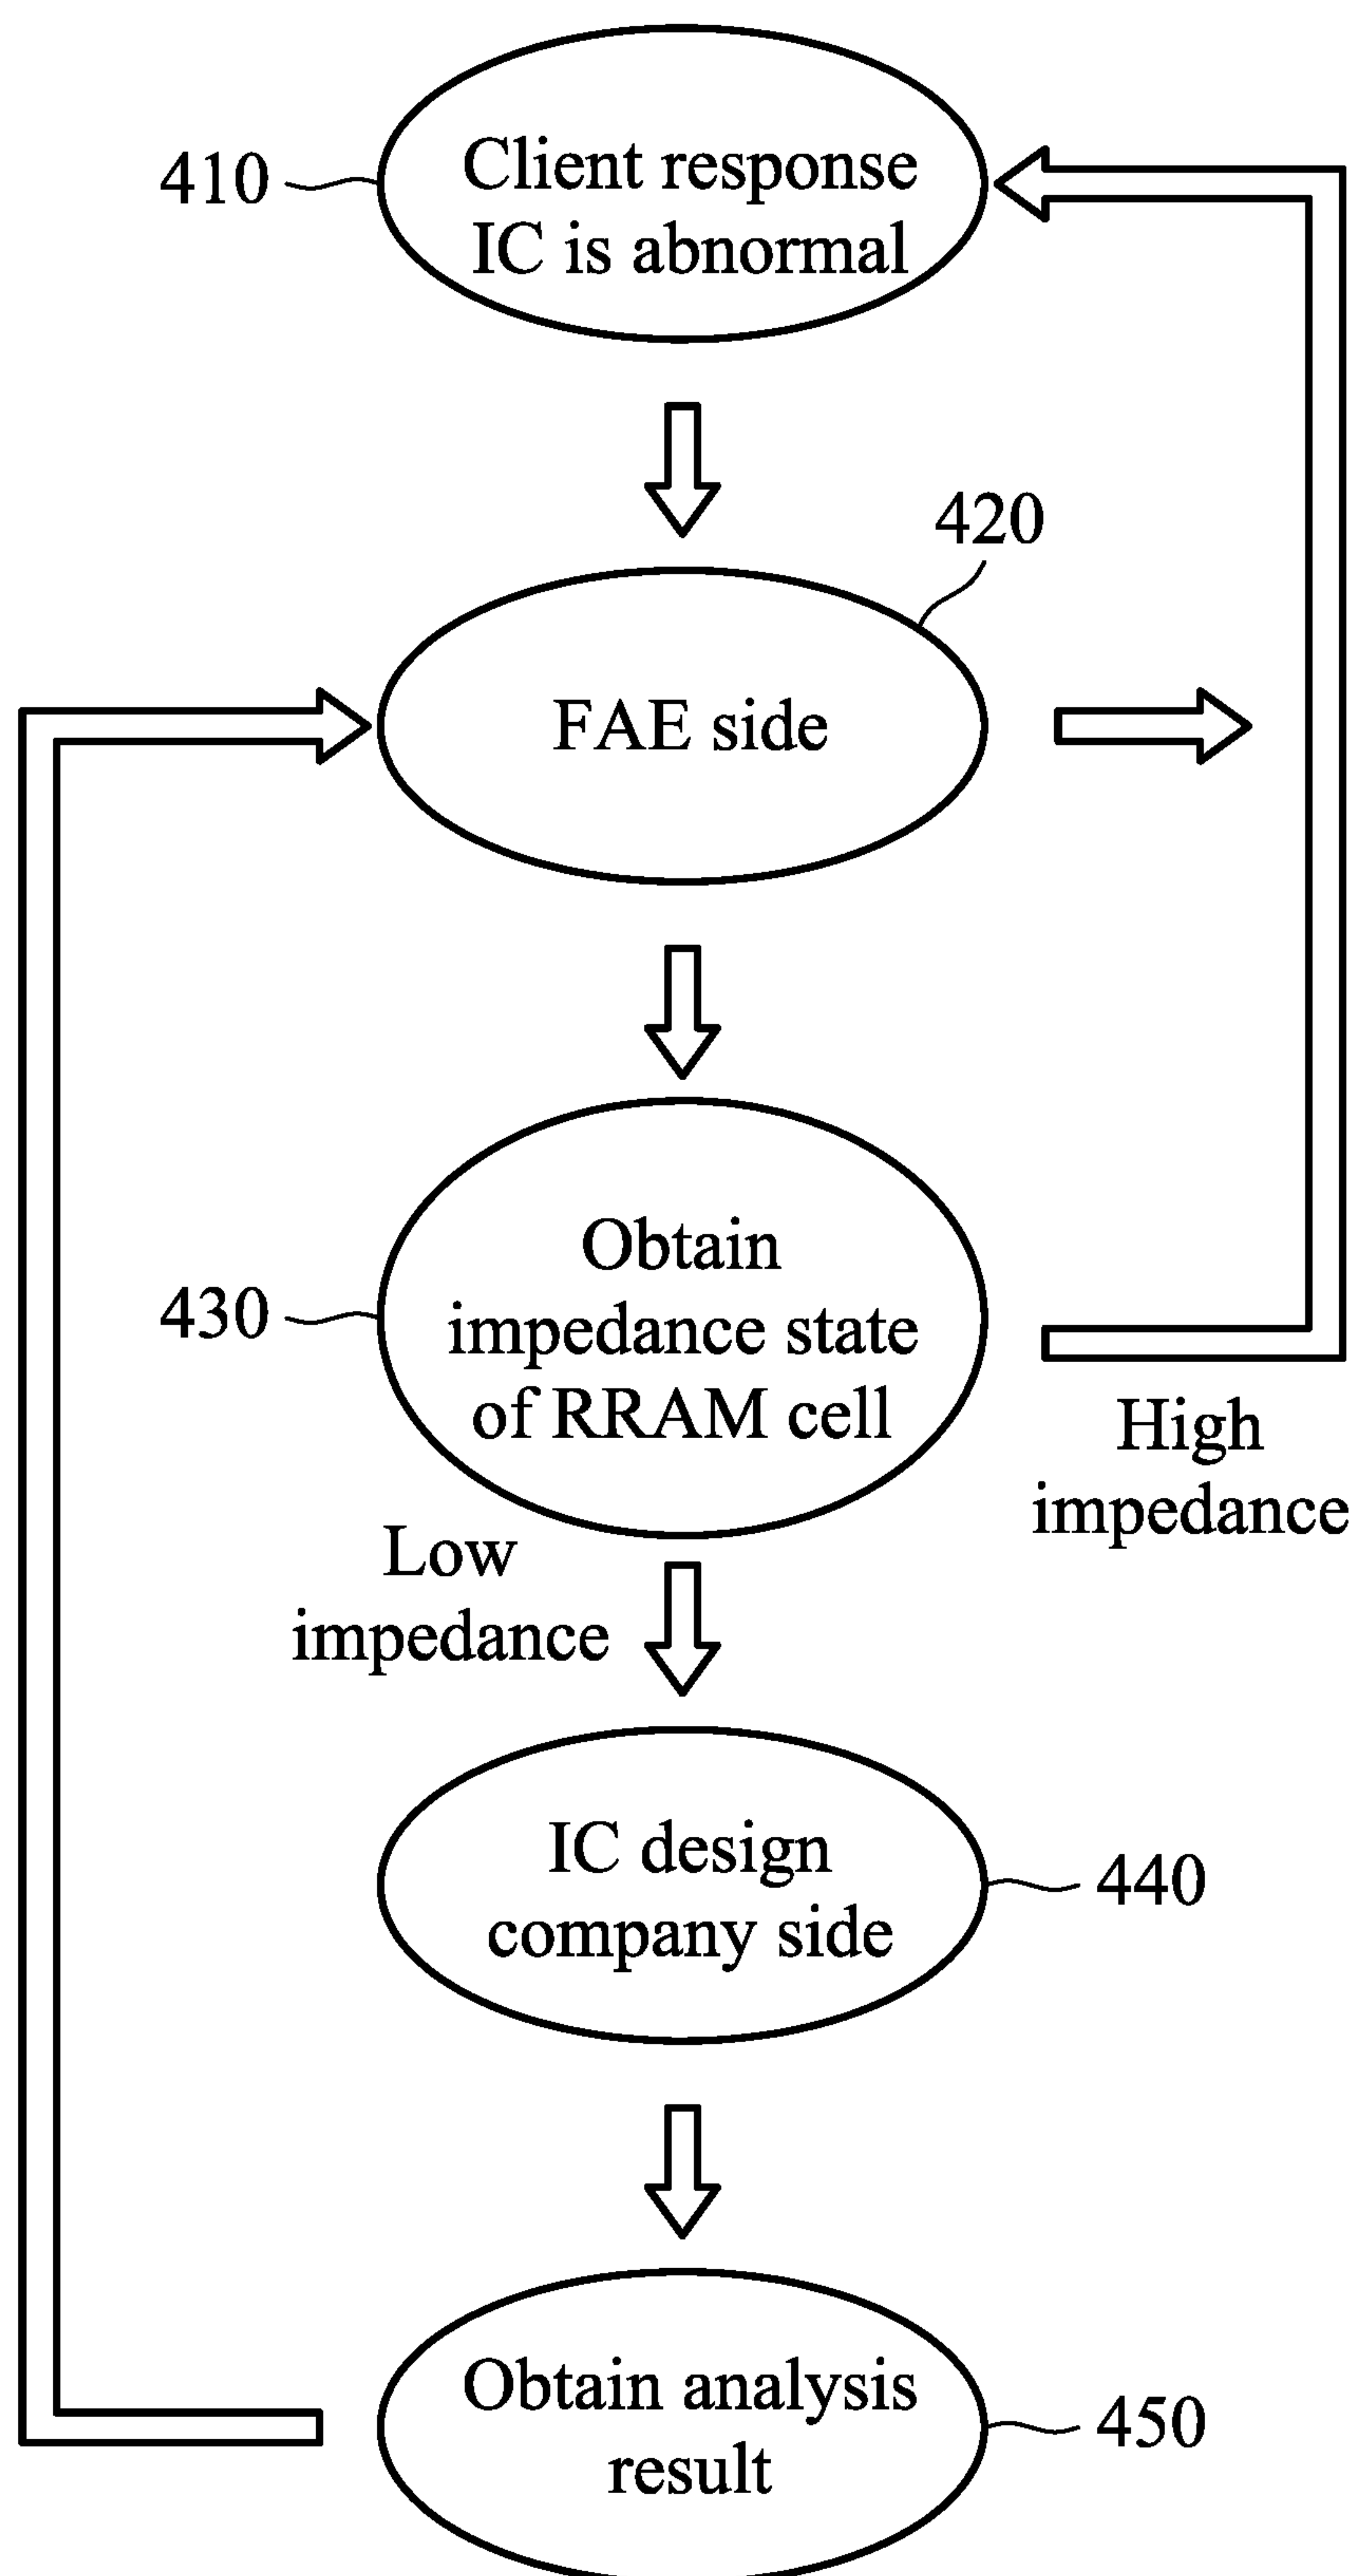 410
Client response
IC is abnormal
420
FAE side
430
Obtain
impedance state
of RRAM cell
High
impedance
Low
impedance
IC design
company side
440
Obtain analysis
result
450